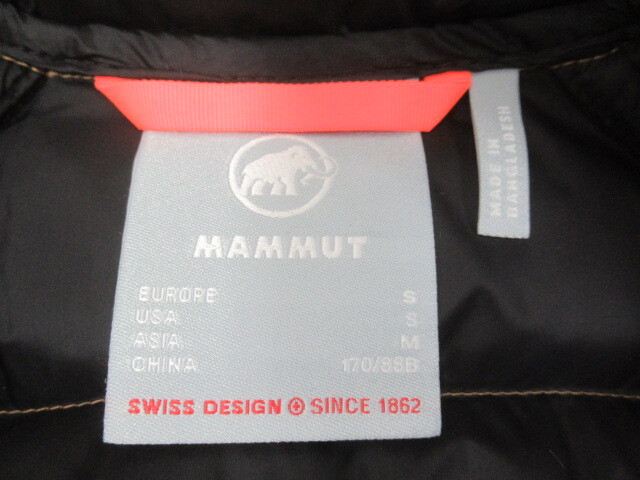 MAMMUT
EUROPE S
USA S
ASIA M
CHINA 170/88B
SWISS DESIGN SINCE 1862
MADE IN
BANGLADESH